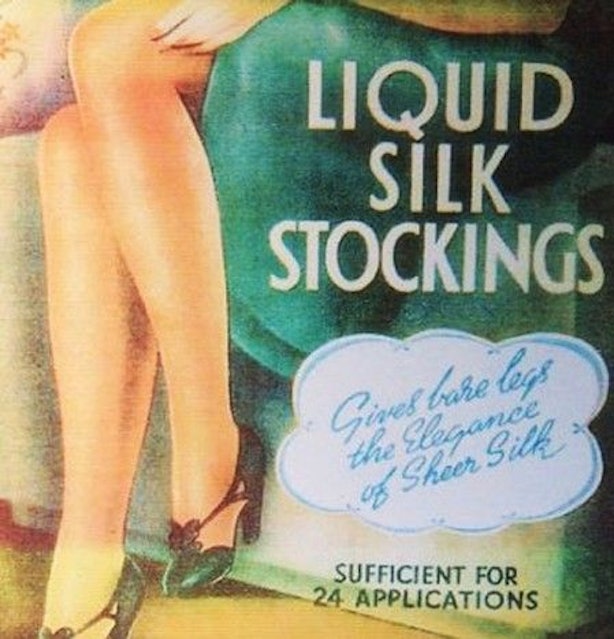 LIQUID
SILK
STOCKINGS
Gives bare legs
the Elegance
of Sheer Silk
SUFFICIENT FOR
24 APPLICATIONS